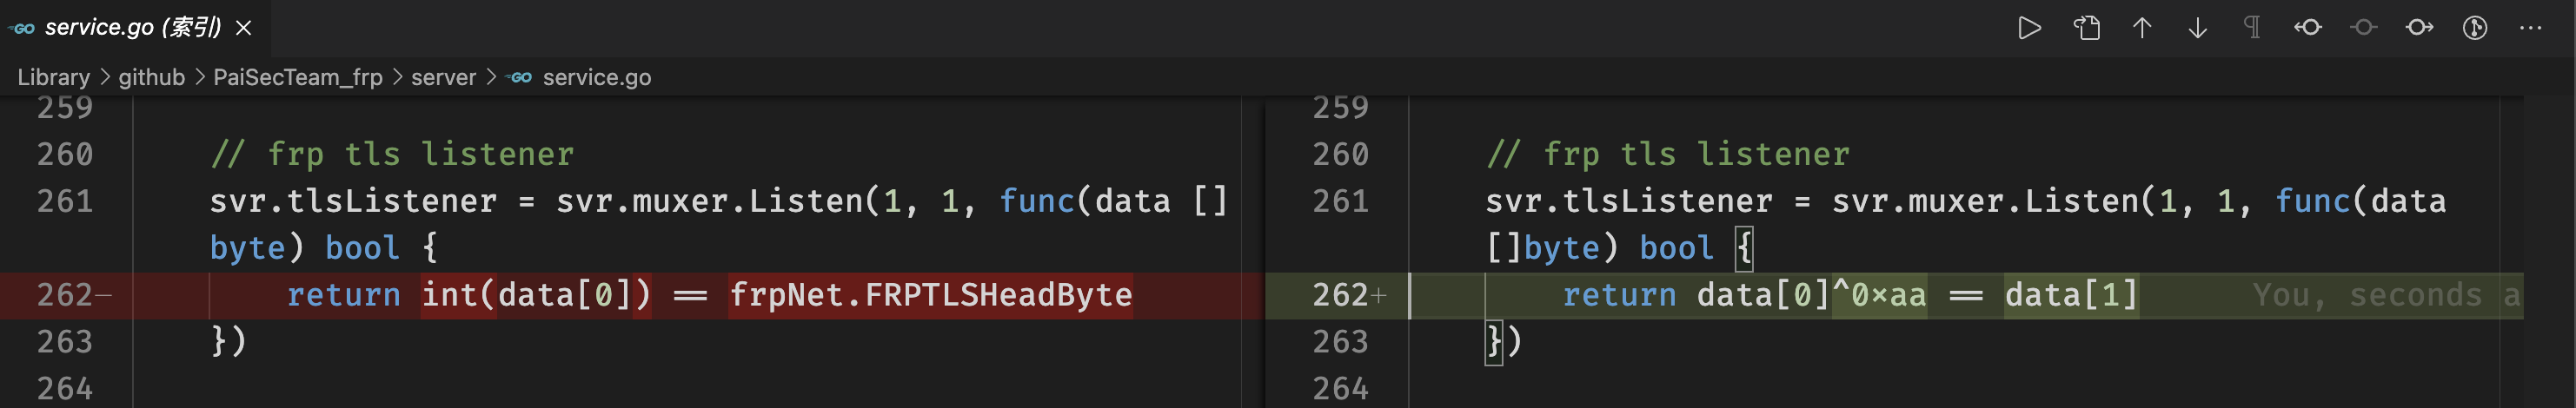 service.go (索引)
Library > github > PaiSecTeam_frp > server > service.go
259
260 // frp tls listener
261 svr.tlsListener = svr.muxer.Listen(1, 1, func(data []
byte) bool {
262 return int(data[0]) == frpNet.FRPTLSHeadByte
263 })
264
259
260 // frp tls listener
261 svr.tlsListener = svr.muxer.Listen(1, 1, func(data
[]byte) bool {
262+ return data[0]^0xaa == data[1] You, seconds a
263 })
264